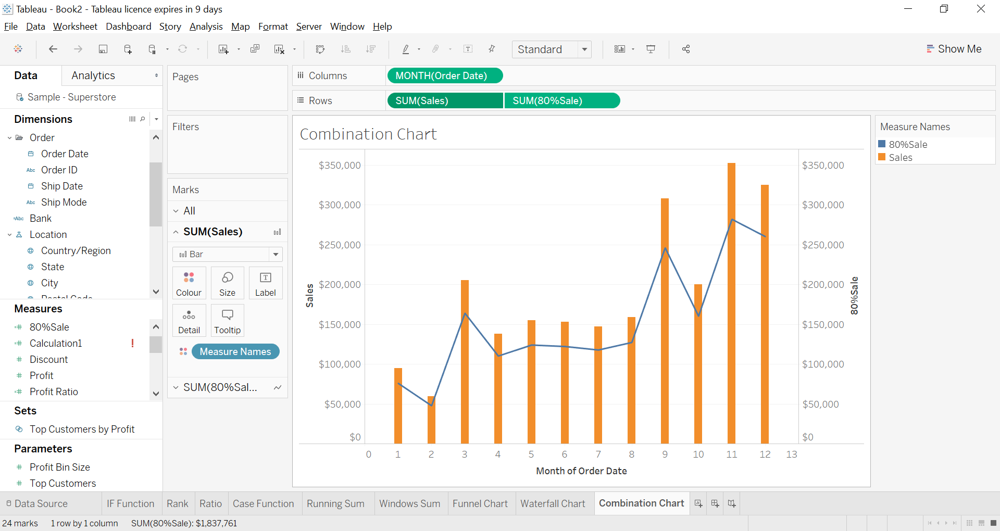 Tableau - Book2 - Tableau licence expires in 9 days
File Data Worksheet Dashboard Story Analysis Map Format Server Window Help
Standard
Show Me
Data Analytics
Sample - Superstore
Dimensions
Order
Order Date
Abc Order ID
Ship Date
Abc Ship Mode
=Abc Bank
Location
Country/Region
State
City
Postal Code
Measures
80%Sale
Calculation1 !
Discount
Profit
Profit Ratio
Sets
Top Customers by Profit
Parameters
Profit Bin Size
Top Customers
Pages
Filters
Marks
All
SUM(Sales)
Bar
Colour Size Label
Detail Tooltip
Measure Names
SUM(80%Sal...
Columns MONTH(Order Date)
Rows SUM(Sales) SUM(80%Sale)
Combination Chart
$350,000 $350,000
$300,000 $300,000
$250,000 $250,000
$200,000 $200,000
$150,000 $150,000
$100,000 $100,000
$50,000 $50,000
$0 $0
Sales
80%Sale
0 1 2 3 4 5 6 7 8 9 10 11 12 13
Month of Order Date
Measure Names
80%Sale
Sales
Data Source IF Function Rank Ratio Case Function Running Sum Windows Sum Funnel Chart Waterfall Chart Combination Chart
24 marks 1 row by 1 column SUM(80%Sale): $1,837,761